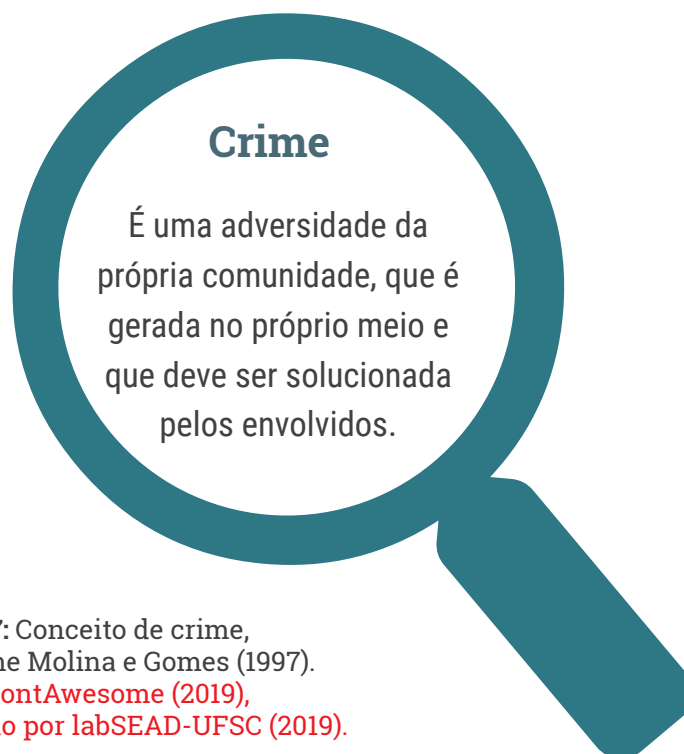 Crime
É uma adversidade da
própria comunidade, que é
gerada no próprio meio e
que deve ser solucionada
pelos envolvidos.
: Conceito de crime,
Molina e Gomes (1997).
ontAwesome (2019),
o por labSEAD-UFSC (2019).